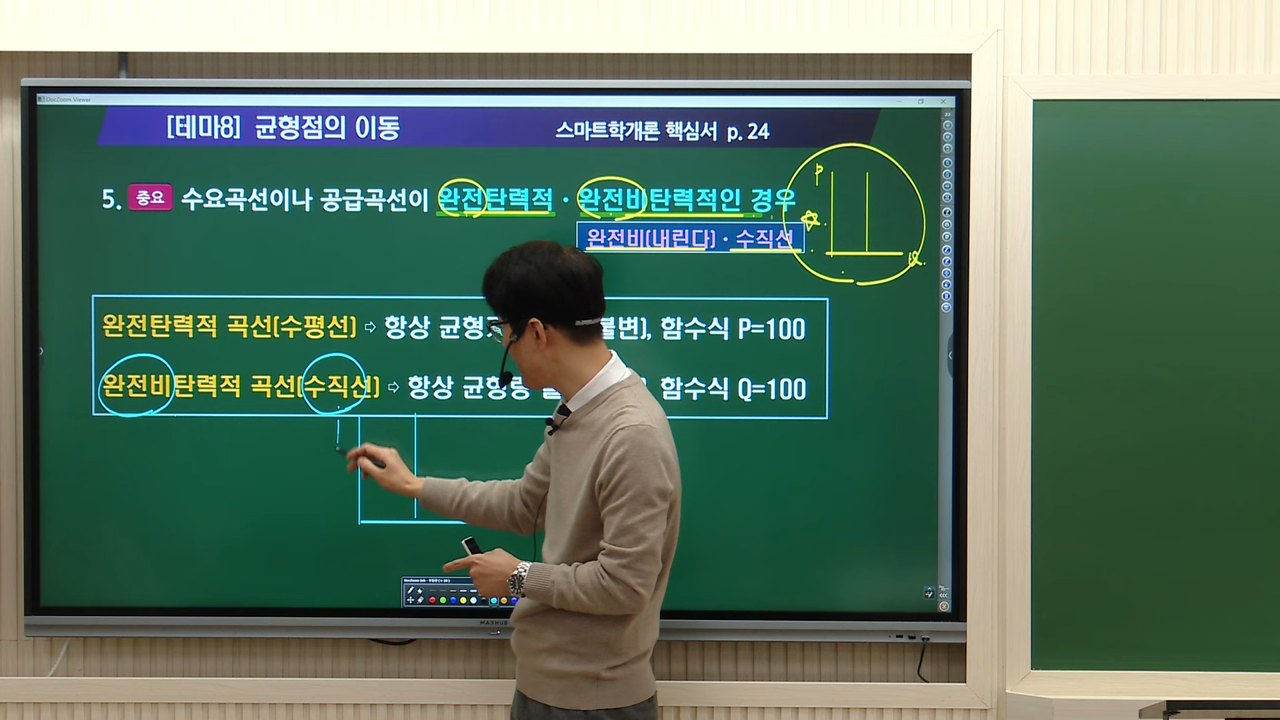 DocZoom Viewer
[테마8] 균형점의 이동
스마트학개론 핵심서 p. 24
5. 중요 수요곡선이나 공급곡선이 완전탄력적 · 완전비탄력적인 경우
완전비(내린다) · 수직선
P
Q
완전탄력적 곡선(수평선) ⇨ 항상 균형 불변), 함수식 P=100
완전비탄력적 곡선(수직선) ⇨ 항상 균형량 함수식 Q=100
MAXHUB